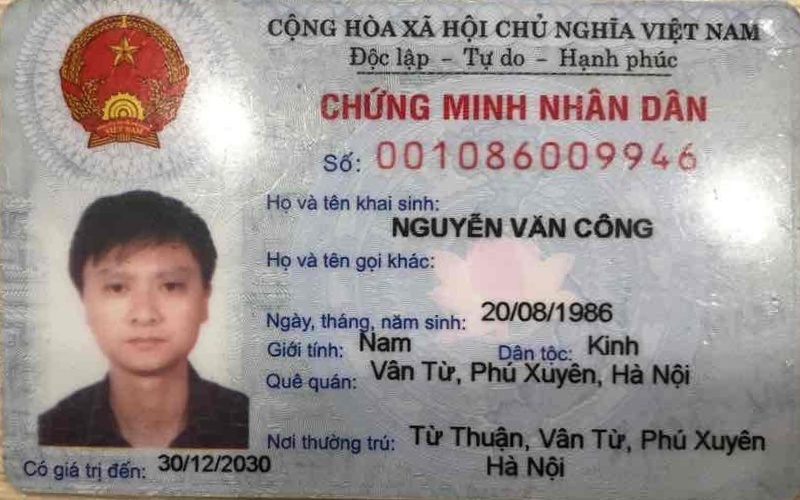 CỘNG HÒA XÃ HỘI CHỦ NGHĨA VIỆT NAM
Độc lập - Tự do - Hạnh phúc
CHỨNG MINH NHÂN DÂN
Số: 001086009946
Họ và tên khai sinh:
NGUYỄN VĂN CÔNG
Họ và tên gọi khác:
Ngày, tháng, năm sinh: 20/08/1986
Giới tính: Nam Dân tộc: Kinh
Quê quán: Vân Từ, Phú Xuyên, Hà Nội
Nơi thường trú: Từ Thuận, Vân Từ, Phú Xuyên
Hà Nội
Có giá trị đến: 30/12/2030
VIỆT NAM